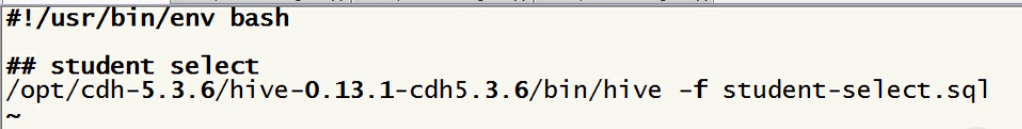 #!/usr/bin/env bash
## student select
/opt/cdh-5.3.6/hive-0.13.1-cdh5.3.6/bin/hive -f student-select.sql
~